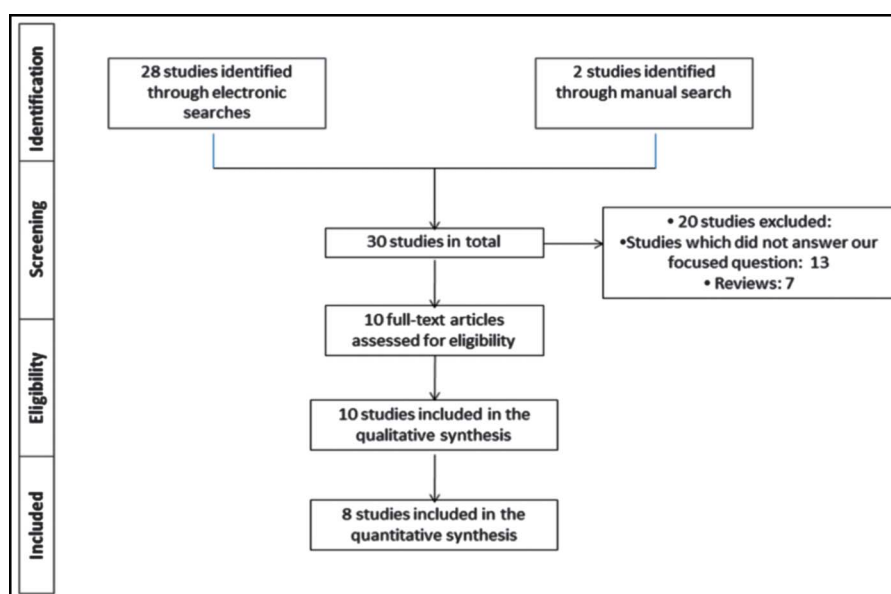 Identification
28 studies identified
through electronic
searches
2 studies identified
through manual search
Screening
30 studies in total
• 20 studies excluded:
•Studies which did not answer our
focused question: 13
• Reviews: 7
10 full-text articles
assessed for eligibility
Eligibility
10 studies included in the
qualitative synthesis
Included
8 studies included in the
quantitative synthesis